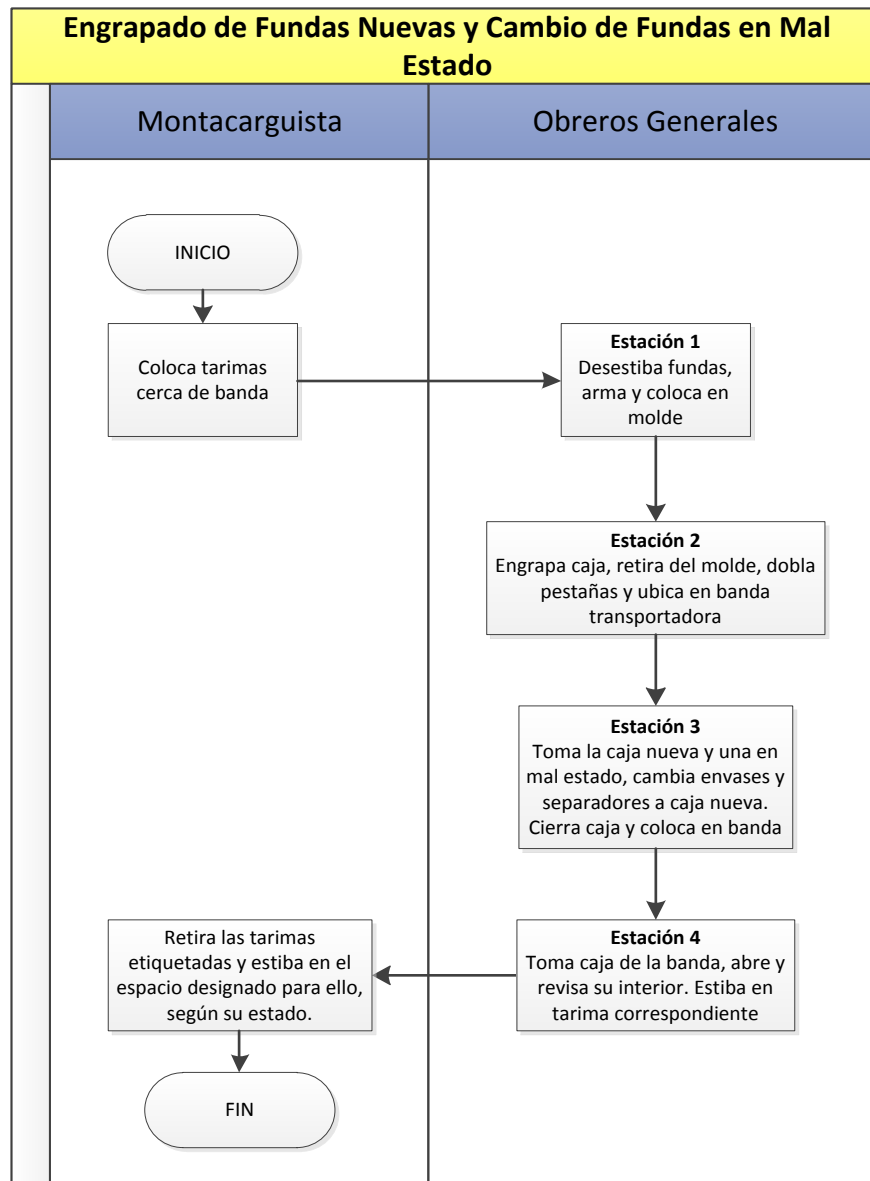 Engrapado de Fundas Nuevas y Cambio de Fundas en Mal
Estado
Montacarguista
Obreros Generales
INICIO
Coloca tarimas
cerca de banda
Estación 1
Desestiba fundas,
arma y coloca en
molde
Estación 2
Engrapa caja, retira del molde, dobla
pestañas y ubica en banda
transportadora
Estación 3
Toma la caja nueva y una en
mal estado, cambia envases y
separadores a caja nueva.
Cierra caja y coloca en banda
Estación 4
Toma caja de la banda, abre y
revisa su interior. Estiba en
tarima correspondiente
Retira las tarimas
etiquetadas y estiba en el
espacio designado para ello,
según su estado.
FIN